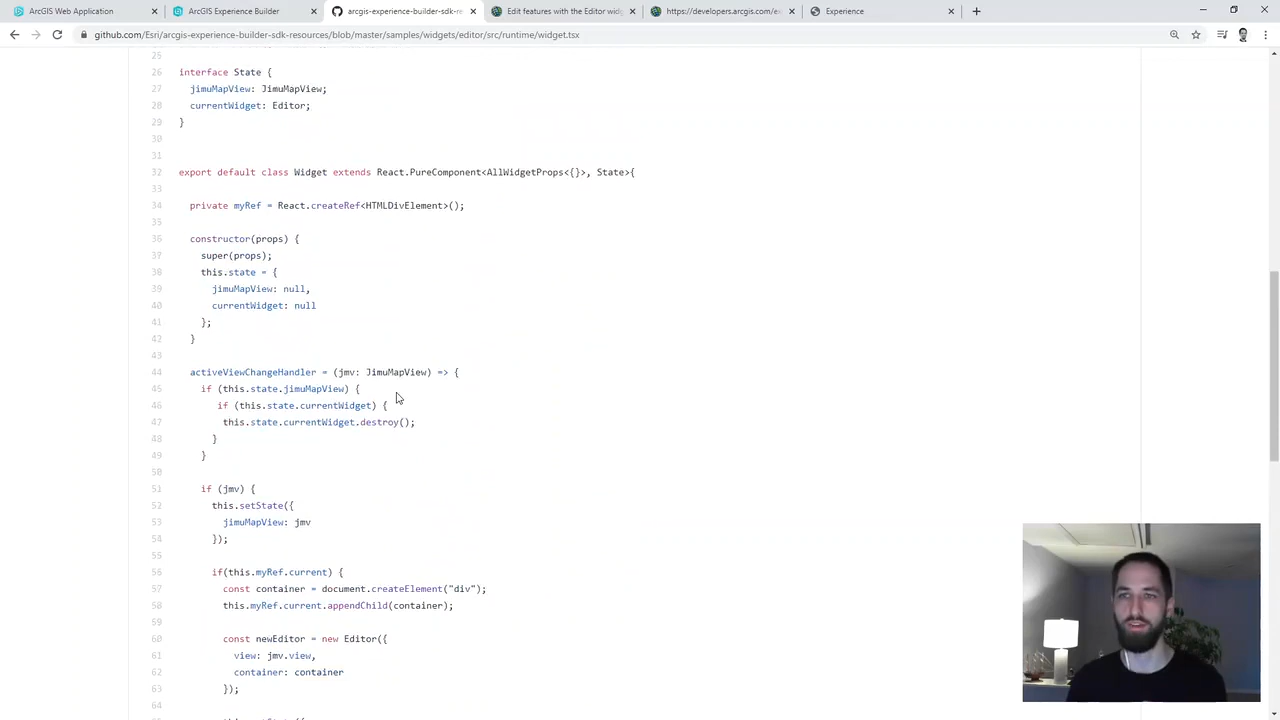 ArcGIS Web Application
ArcGIS Experience Builder
arcgis-experience-builder-sdk-re
Edit features with the Editor widg
https://developers.arcgis.com/e
Experience
github.com/Esri/arcgis-experience-builder-sdk-resources/blob/master/samples/widgets/editor/src/runtime/widget.tsx
25
26 interface State {
27 jimuMapView: JimuMapView;
28 currentWidget: Editor;
29 }
30
31
32 export default class Widget extends React.PureComponent<AllWidgetProps<{}>, State>{
33
34 private myRef = React.createRef<HTMLDivElement>();
35
36 constructor(props) {
37 super(props);
38 this.state = {
39 jimuMapView: null,
40 currentWidget: null
41 };
42 }
43
44 activeViewChangeHandler = (jmv: JimuMapView) => {
45 if (this.state.jimuMapView) {
46 if (this.state.currentWidget) {
47 this.state.currentWidget.destroy();
48 }
49 }
50
51 if (jmv) {
52 this.setState({
53 jimuMapView: jmv
54 });
55
56 if(this.myRef.current) {
57 const container = document.createElement("div");
58 this.myRef.current.appendChild(container);
59
60 const newEditor = new Editor({
61 view: jmv.view,
62 container: container
63 });
64